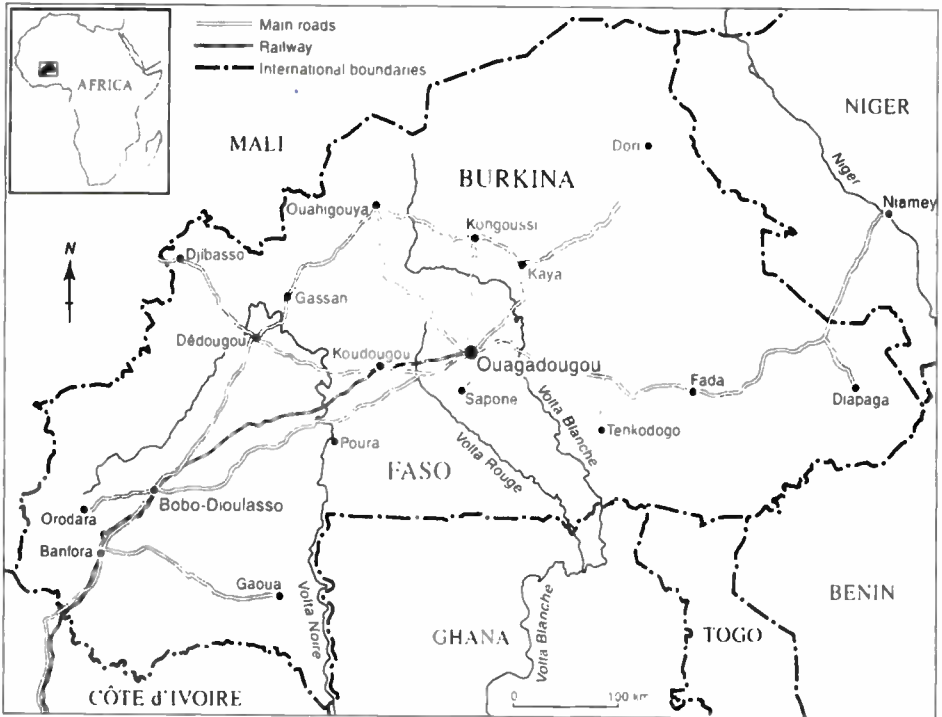 Main roads
Railway
International boundaries
AFRICA
MALI
NIGER
Dori
BURKINA
Niger
Niamey
Ouahigouya
Kongoussi
N
Djibasso
Kaya
Gassan
Dédougou
Koudougou
Ouagadougou
Sapone
Fada
Diapaga
Tenkodogo
Poura
Volta Rouge
Volta Blanche
FASO
Orodara
Bobo-Dioulasso
Banfora
Gaoua
Volta Noire
GHANA
Volta Blanche
TOGO
BENIN
CÔTE d'IVOIRE
0 100 km